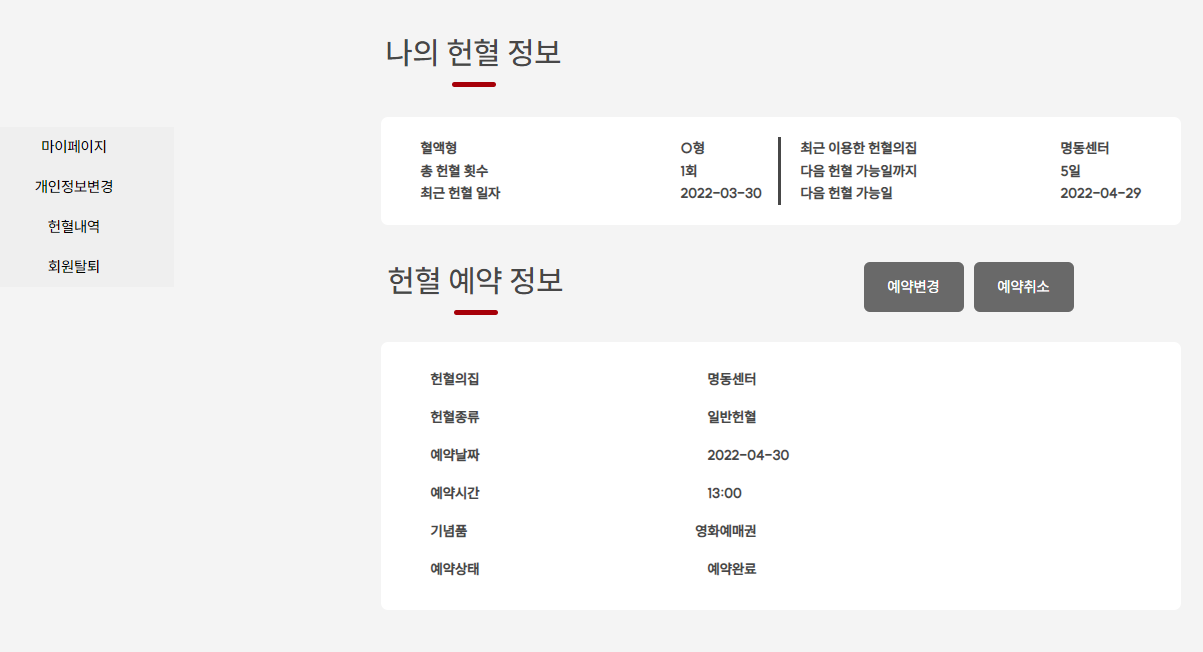 나의 헌혈 정보
마이페이지
개인정보변경
헌혈내역
회원탈퇴
혈액형 O형 최근 이용한 헌혈의집 명동센터
총 헌혈 횟수 1회 다음 헌혈 가능일까지 5일
최근 헌혈 일자 2022-03-30 다음 헌혈 가능일 2022-04-29
헌혈 예약 정보 예약변경 예약취소
헌혈의집 명동센터
헌혈종류 일반헌혈
예약날짜 2022-04-30
예약시간 13:00
기념품 영화예매권
예약상태 예약완료